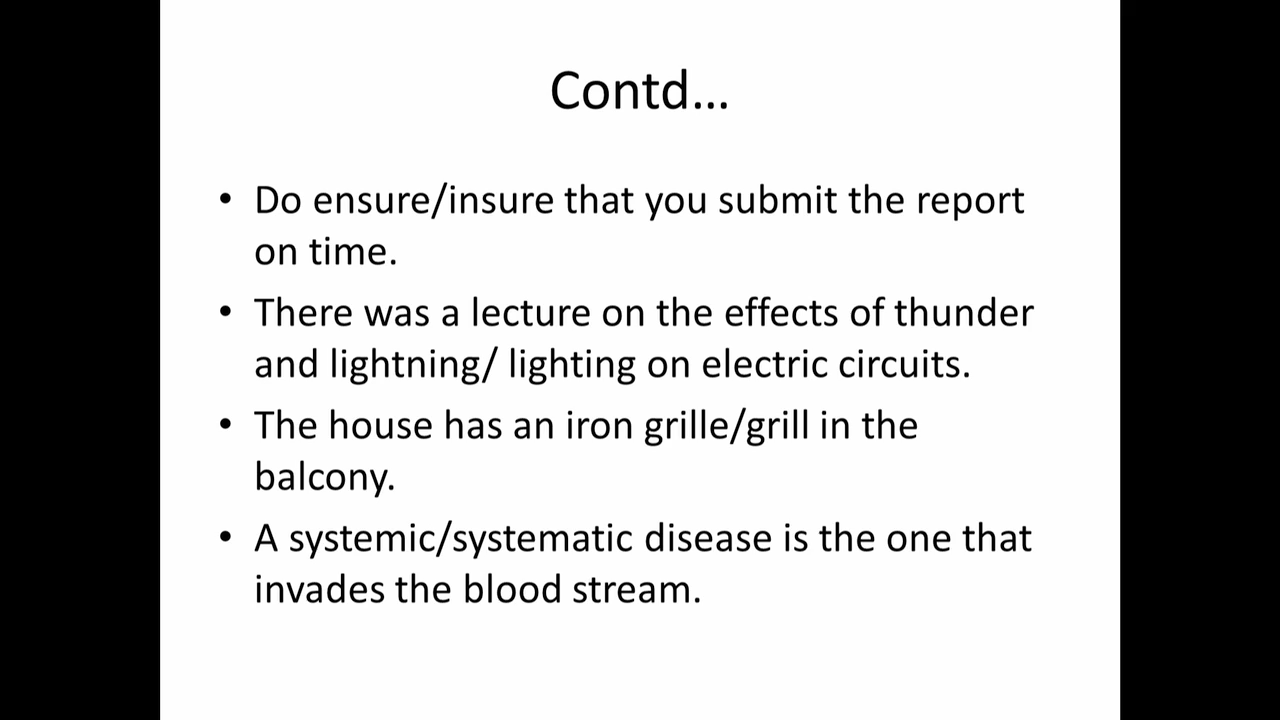 Contd...
• Do ensure/insure that you submit the report
on time.
• There was a lecture on the effects of thunder
and lightning/ lighting on electric circuits.
• The house has an iron grille/grill in the
balcony.
• A systemic/systematic disease is the one that
invades the blood stream.